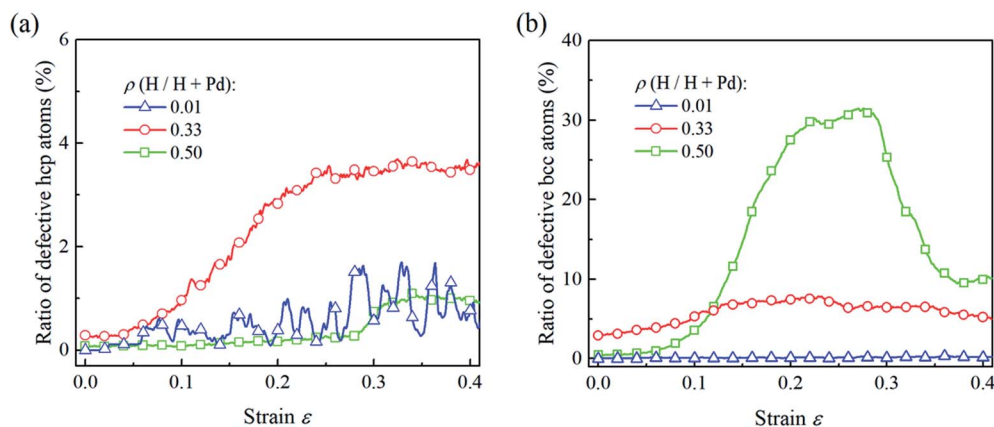 (a)
Ratio of defective hcp atoms (%)
6
4
2
0
ρ (H / H + Pd):
0.01
0.33
0.50
0.0 0.1 0.2 0.3 0.4
Strain ε
(b)
Ratio of defective bcc atoms (%)
40
30
20
10
0
ρ (H / H + Pd):
0.01
0.33
0.50
0.0 0.1 0.2 0.3 0.4
Strain ε